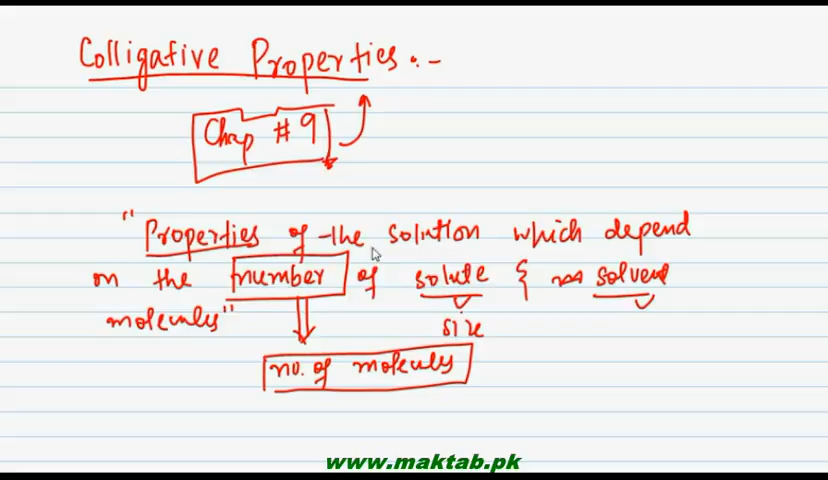 Colligative Properties :-
Chap # 9
"Properties of the solution which depend
on the number of solute & solvent
molecules"
size
no. of molecules
www.maktab.pk